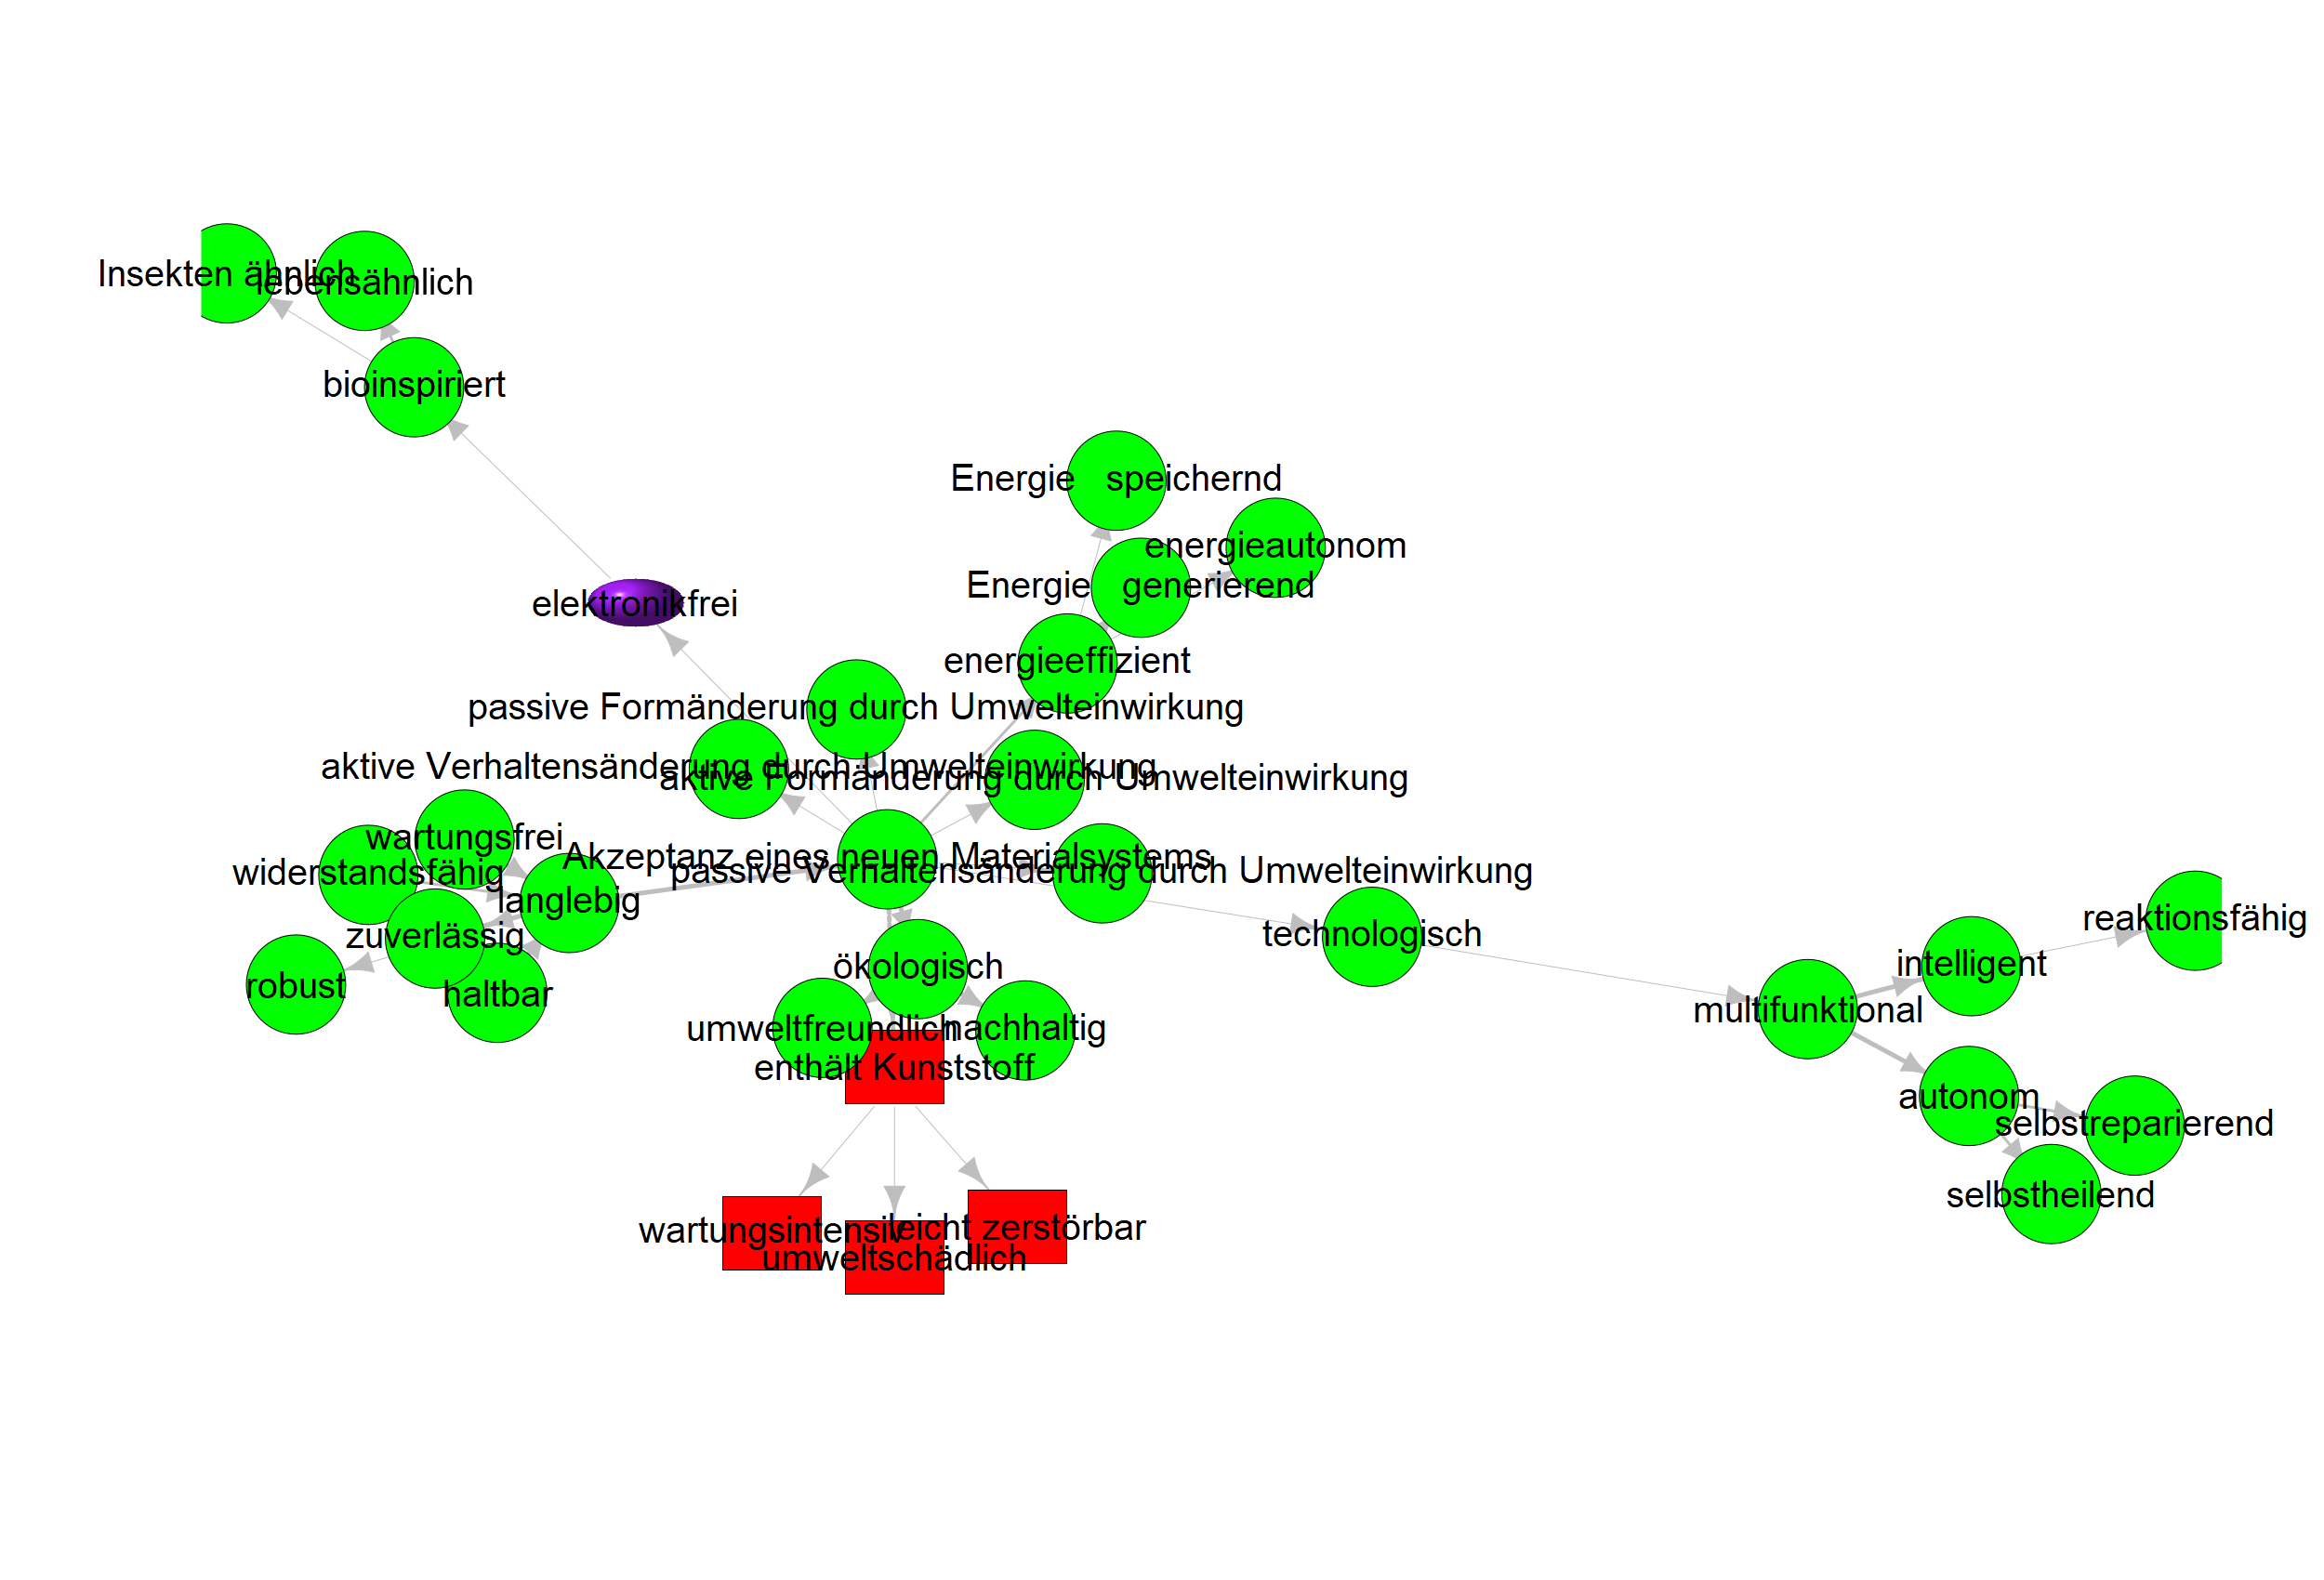 Insekten ähnlich
lebensähnlich
bioinspiriert
Energie speichernd
energieautonom
Energie generierend
elektronikfrei
energieeffizient
passive Formänderung durch Umwelteinwirkung
aktive Verhaltensänderung durch Umwelteinwirkung
aktive Formänderung durch Umwelteinwirkung
wartungsfrei
Akzeptanz eines neuen Materialsystems
widerstandsfähig
passive Verhaltensänderung durch Umwelteinwirkung
langlebig
reaktionsfähig
zuverlässig
technologisch
ökologisch
intelligent
robust
haltbar
multifunktional
umweltfreundlich
nachhaltig
enthält Kunststoff
autonom
selbstreparierend
selbstheilend
wartungsintensiv
leicht zerstörbar
umweltschädlich